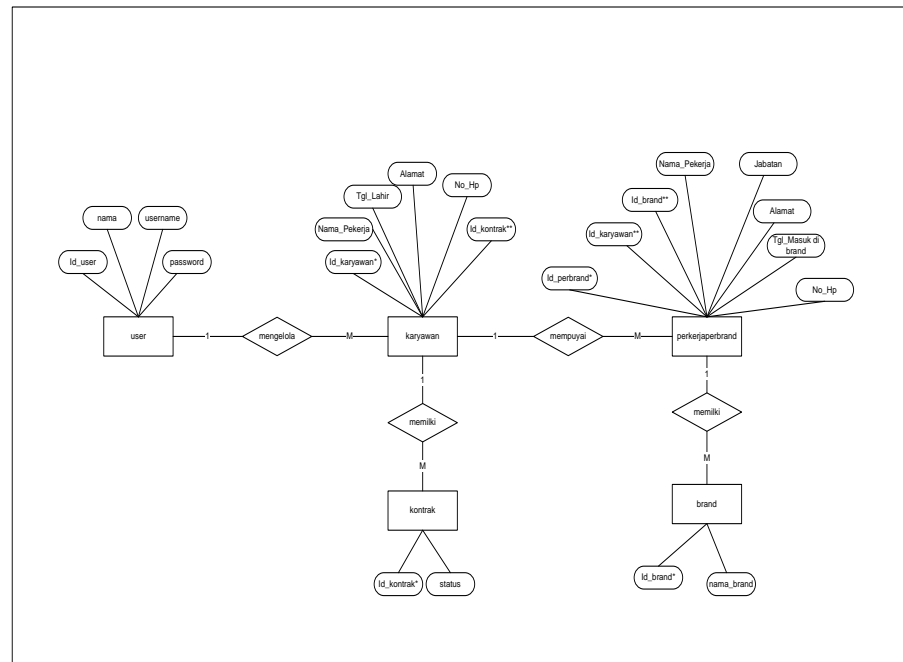 Nama_Pekerja
Jabatan
Alamat
No_Hp
Tgl_Lahir
Id_brand**
nama
username
Nama_Pekerja
Id_kontrak**
Alamat
Id_karyawan**
Tgl_Masuk di
brand
Id_user
password
Id_karyawan*
Id_perbrand*
No_Hp
user
1
mengelola
M
karyawan
1
mempuyai
M
perkerjaperbrand
1
1
memilki
memilki
M
M
kontrak
brand
Id_kontrak*
status
Id_brand*
nama_brand